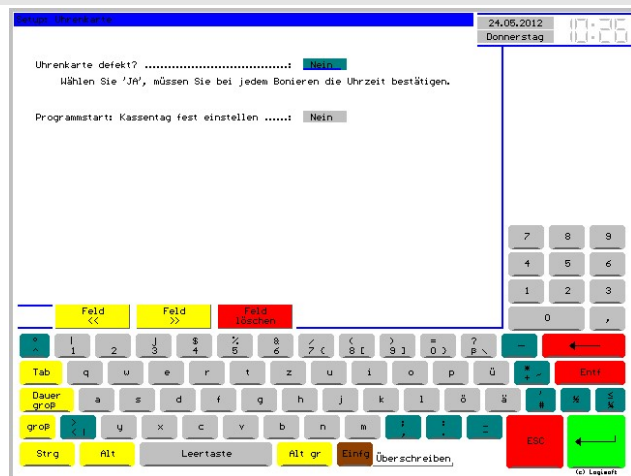 Setup: Uhrenkarte
24.05.2012
Donnerstag
10:26
Uhrenkarte defekt? ..................................: Nein
Wählen Sie 'JA', müssen Sie bei jedem Bonieren die Uhrzeit bestätigen.
Programmstart: Kassentag fest einstellen ......: Nein
7 8 9
4 5 6
1 2 3
0 ,
Feld <<
Feld >>
Feld löschen
° ^ 1 2 3 $ 4 % 5 & 6 / 7 { ( 8 [ ) 9 ] = 0 } ? β \ -
Tab q w e r t z u i o p ü * + ~ Entf
Dauer groβ a s d f g h j k l ö ä ' #
groβ > < | y x c v b n m ; , : . _ -
ESC
Strg Alt Leertaste Alt gr Einfg Überschreiben
(c) Logisoft